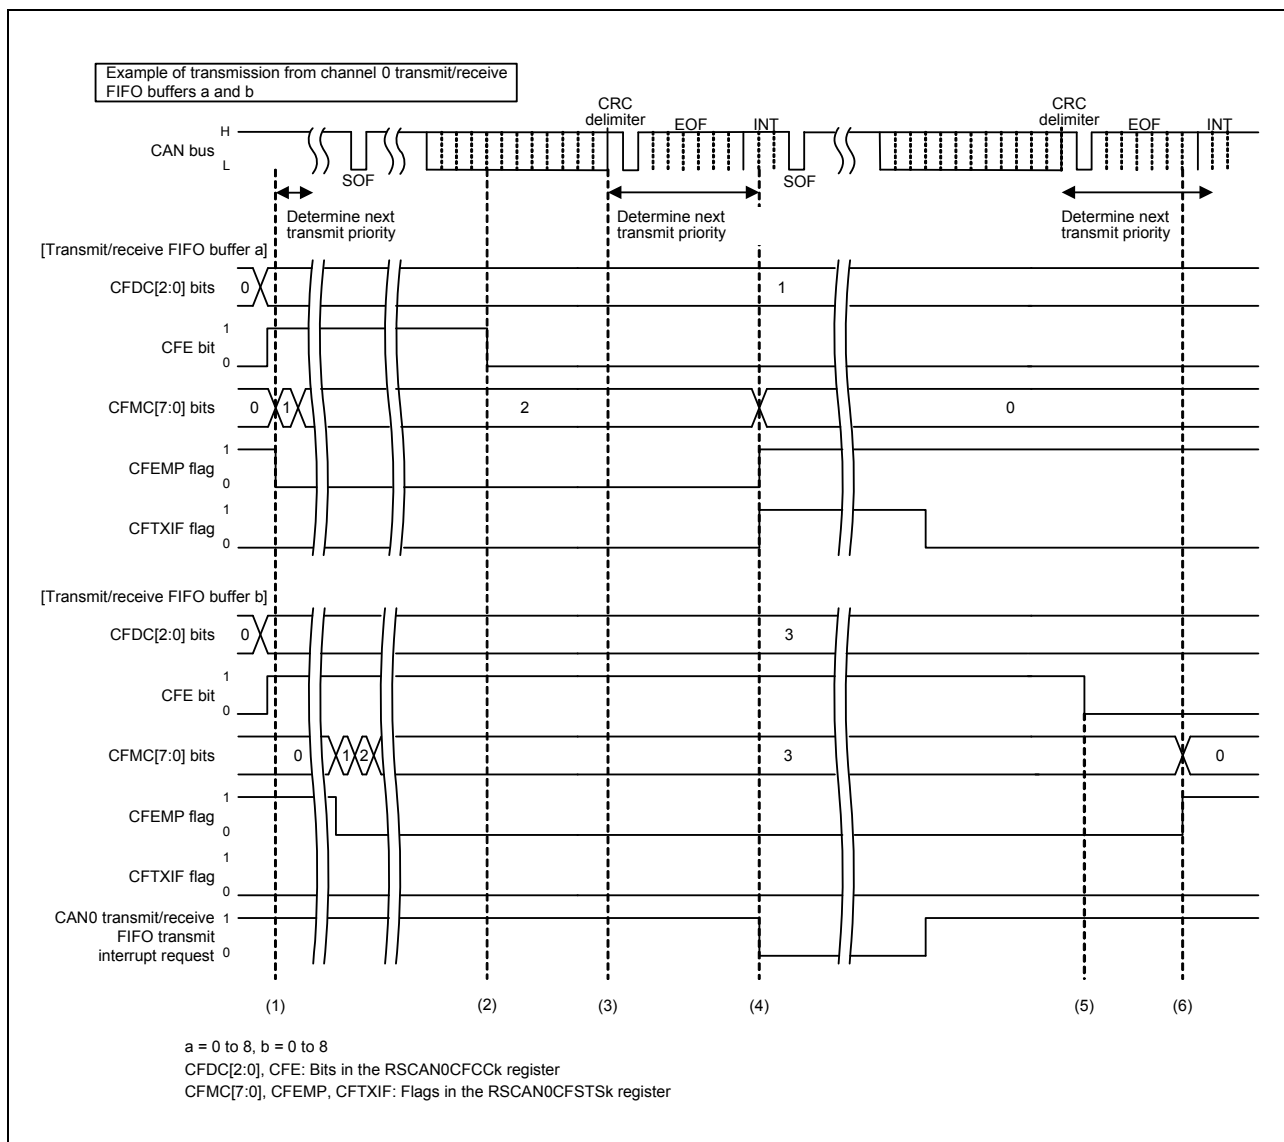 Example of transmission from channel 0 transmit/receive
FIFO buffers a and b
CRC
delimiter
EOF
INT
CRC
delimiter
EOF
INT
H
CAN bus
L
SOF
SOF
Determine next
transmit priority
Determine next
transmit priority
Determine next
transmit priority
[Transmit/receive FIFO buffer a]
CFDC[2:0] bits
0
1
1
CFE bit
0
CFMC[7:0] bits
0
1
2
0
1
CFEMP flag
0
1
CFTXIF flag
0
[Transmit/receive FIFO buffer b]
CFDC[2:0] bits
0
3
1
CFE bit
0
CFMC[7:0] bits
0
1
2
3
0
1
CFEMP flag
0
1
CFTXIF flag
0
CAN0 transmit/receive 1
FIFO transmit
interrupt request 0
(1)
(2)
(3)
(4)
(5)
(6)
a = 0 to 8, b = 0 to 8
CFDC[2:0], CFE: Bits in the RSCAN0CFCCk register
CFMC[7:0], CFEMP, CFTXIF: Flags in the RSCAN0CFSTSk register